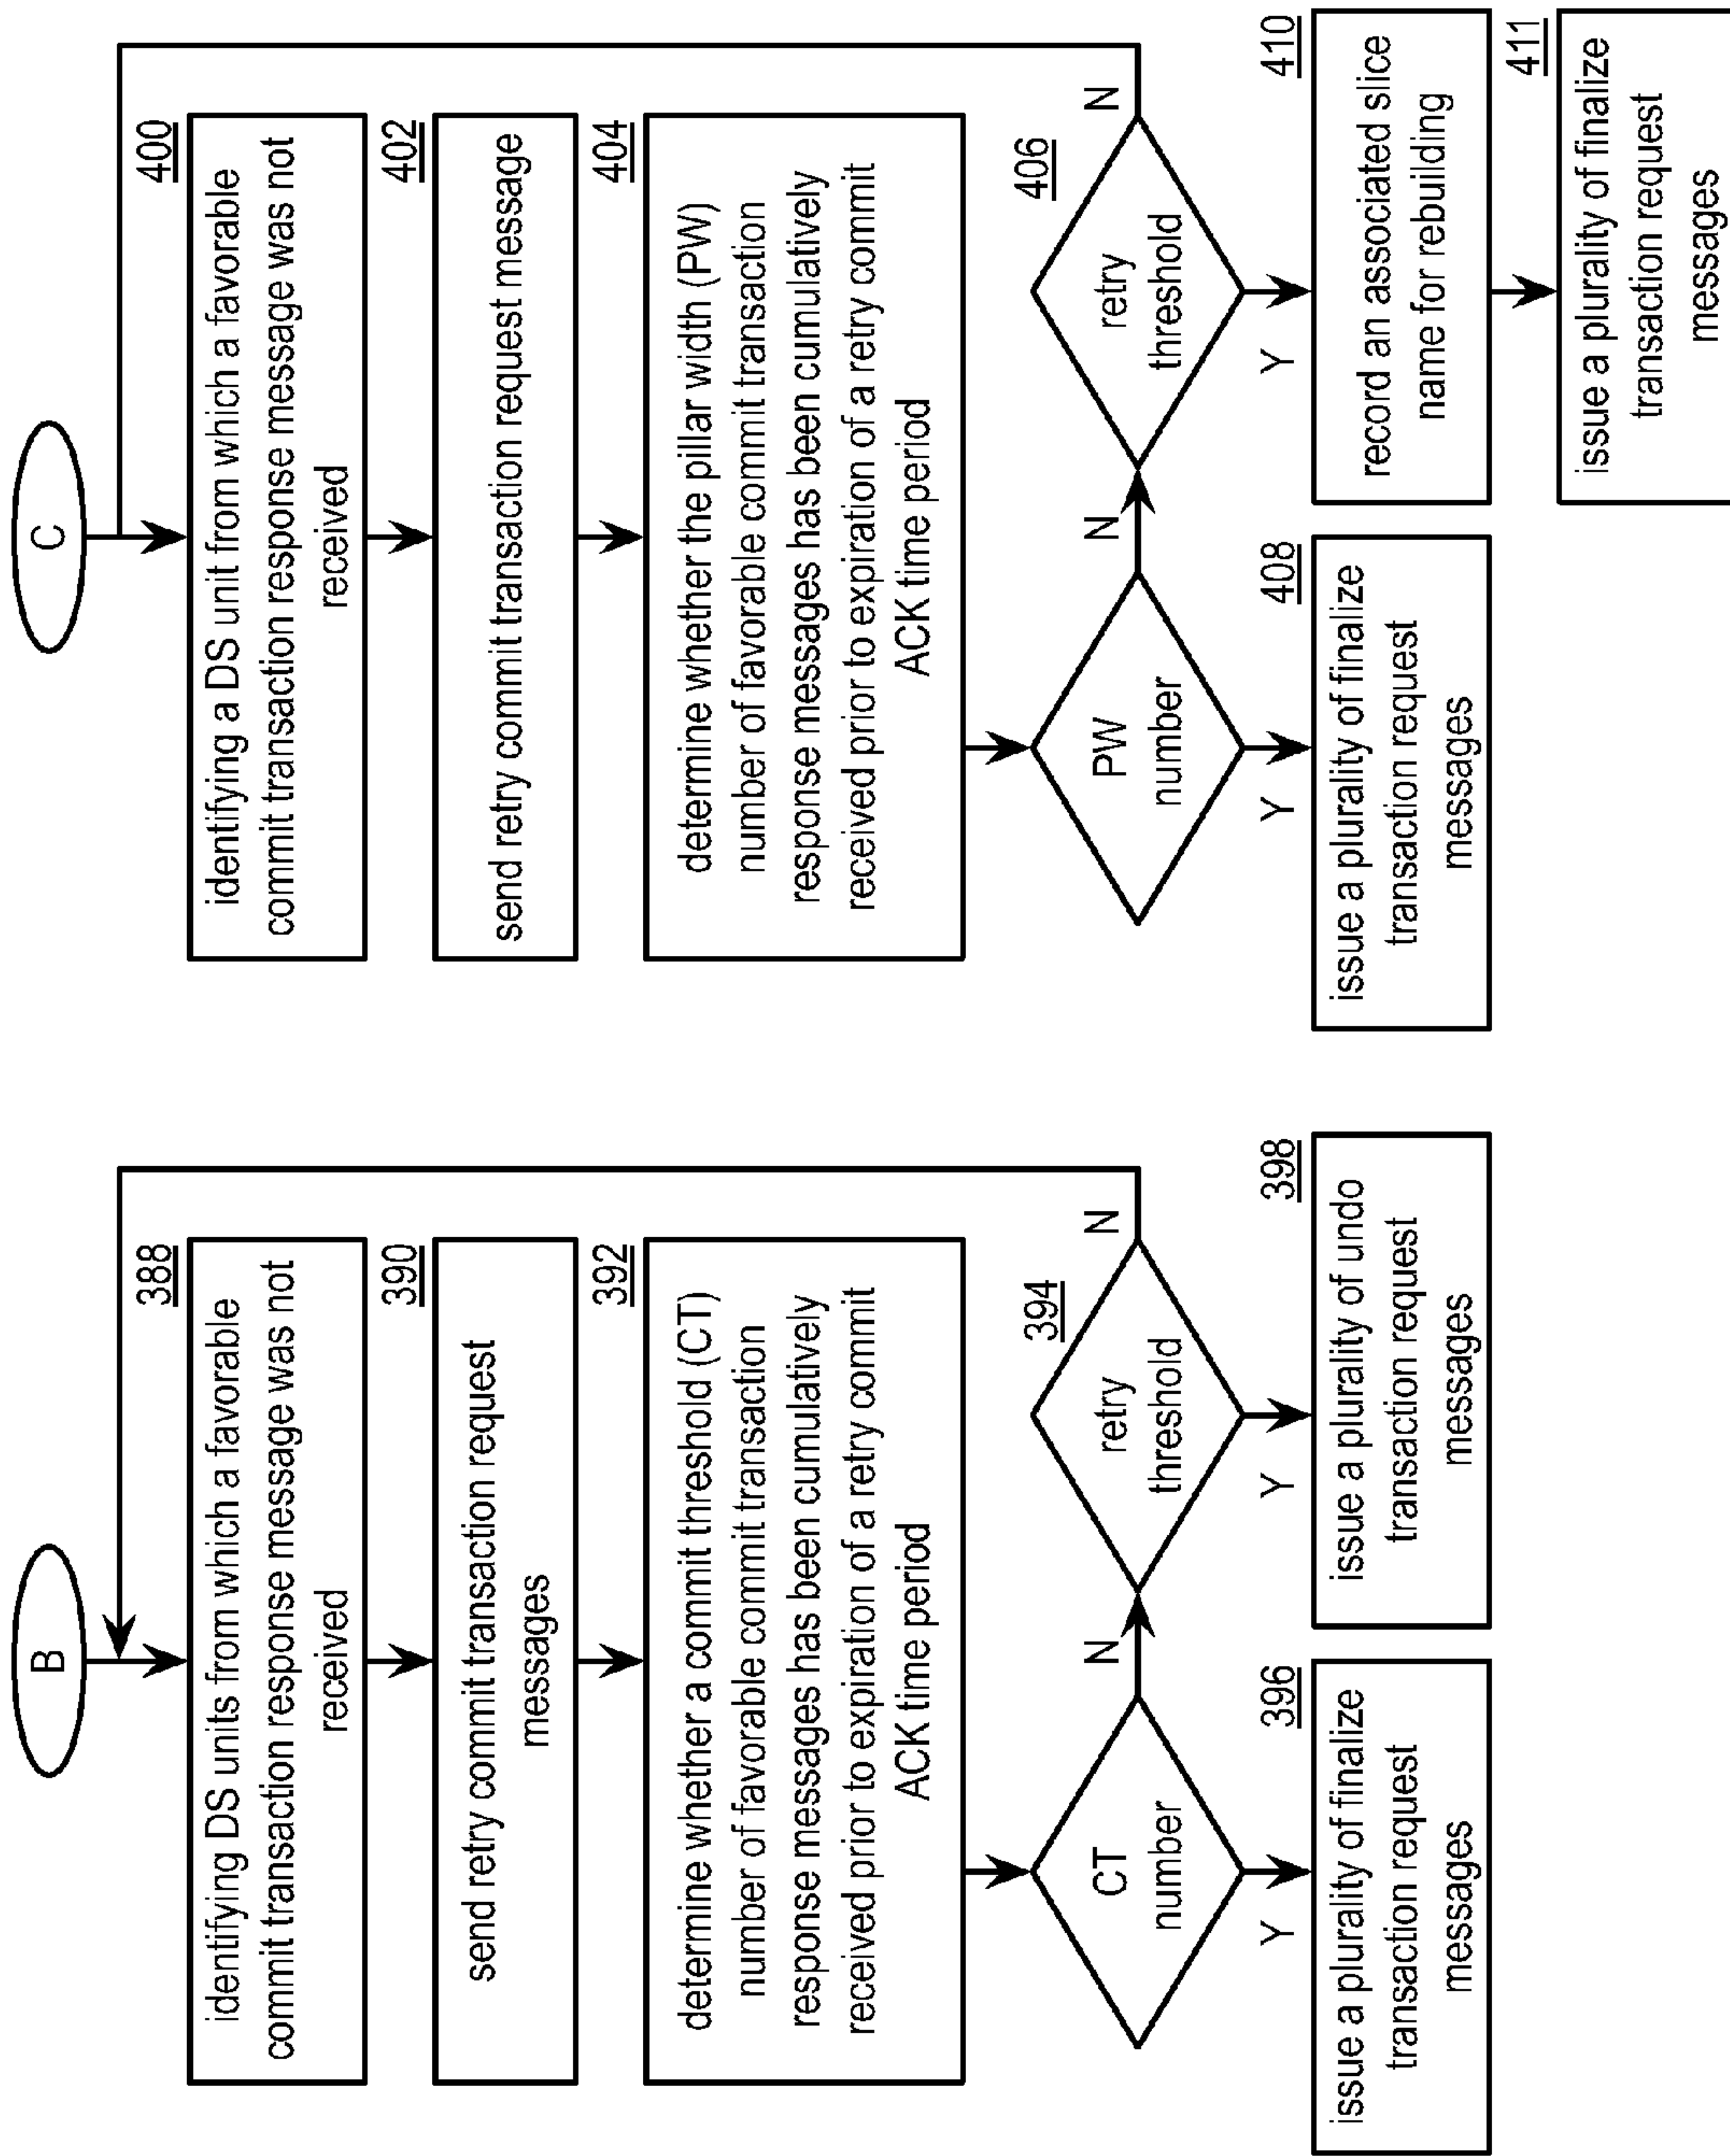 B
388
identifying DS units from which a favorable
commit transaction response message was not
received
390
send retry commit transaction request
messages
392
determine whether a commit threshold (CT)
number of favorable commit transaction
response messages has been cumulatively
received prior to expiration of a retry commit
ACK time period
CT
number
N
Y
394
retry
threshold
N
Y
396
issue a plurality of finalize
transaction request
messages
398
issue a plurality of undo
transaction request
messages
C
400
identifying a DS unit from which a favorable
commit transaction response message was not
received
402
send retry commit transaction request message
404
determine whether the pillar width (PW)
number of favorable commit transaction
response messages has been cumulatively
received prior to expiration of a retry commit
ACK time period
PW
number
N
Y
406
retry
threshold
N
Y
408
issue a plurality of finalize
transaction request
messages
410
record an associated slice
name for rebuilding
411
issue a plurality of finalize
transaction request
messages